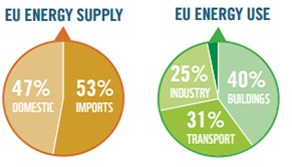 EU ENERGY SUPPLY
47%
DOMESTIC
53%
IMPORTS
EU ENERGY USE
25%
INDUSTRY
40%
BUILDINGS
31%
TRANSPORT